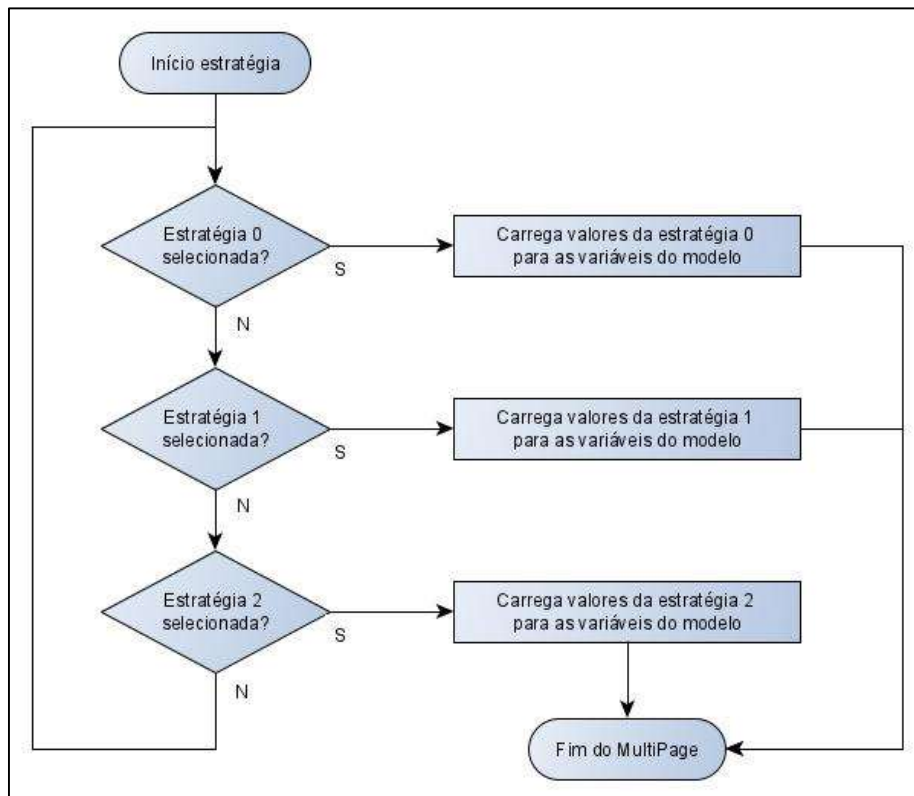 Início estratégia
Estratégia 0
selecionada?
S
Carrega valores da estratégia 0
para as variáveis do modelo
N
Estratégia 1
selecionada?
S
Carrega valores da estratégia 1
para as variáveis do modelo
N
Estratégia 2
selecionada?
S
Carrega valores da estratégia 2
para as variáveis do modelo
N
Fim do MultiPage